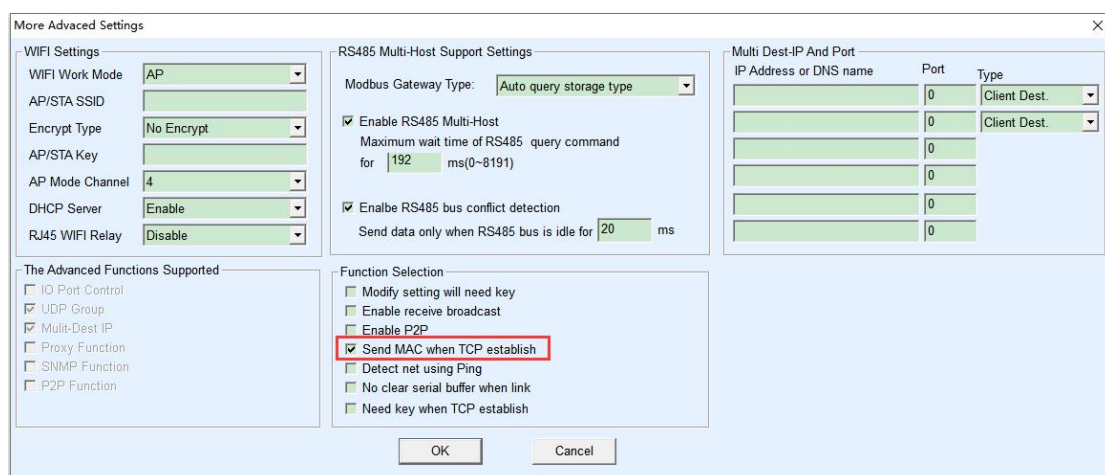 More Advaced Settings
WIFI Settings
WIFI Work Mode AP
AP/STA SSID
Encrypt Type No Encrypt
AP/STA Key
AP Mode Channel 4
DHCP Server Enable
RJ45 WIFI Relay Disable
RS485 Multi-Host Support Settings
Modbus Gateway Type: Auto query storage type
Enable RS485 Multi-Host
Maximum wait time of RS485 query command
for 192 ms(0~8191)
Enalbe RS485 bus conflict detection
Send data only when RS485 bus is idle for 20 ms
Multi Dest-IP And Port
IP Address or DNS name Port Type
0 Client Dest.
0 Client Dest.
0
0
0
0
The Advanced Functions Supported
IO Port Control
UDP Group
Mulit-Dest IP
Proxy Function
SNMP Function
P2P Function
Function Selection
Modify setting will need key
Enable receive broadcast
Enable P2P
Send MAC when TCP establish
Detect net using Ping
No clear serial buffer when link
Need key when TCP establish
OK Cancel